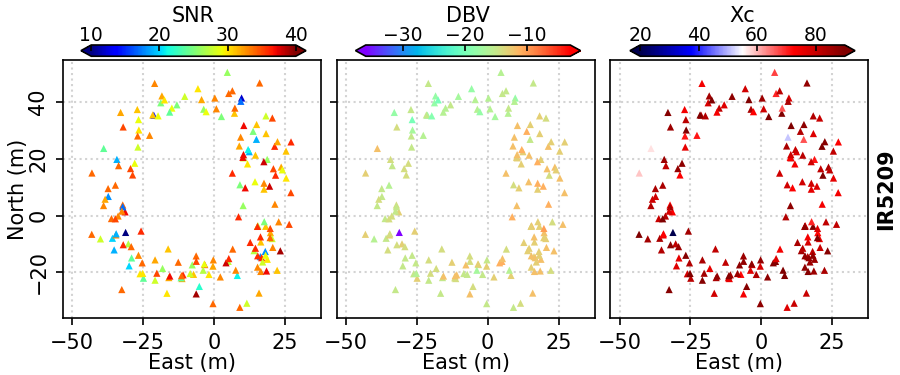 SNR DBV Xc
10 20 30 40 −30 −20 −10 20 40 60 80
North (m)
40
20
0
−20
−50 −25 0 25 −50 −25 0 25 −50 −25 0 25
East (m) East (m) East (m)
IR5209